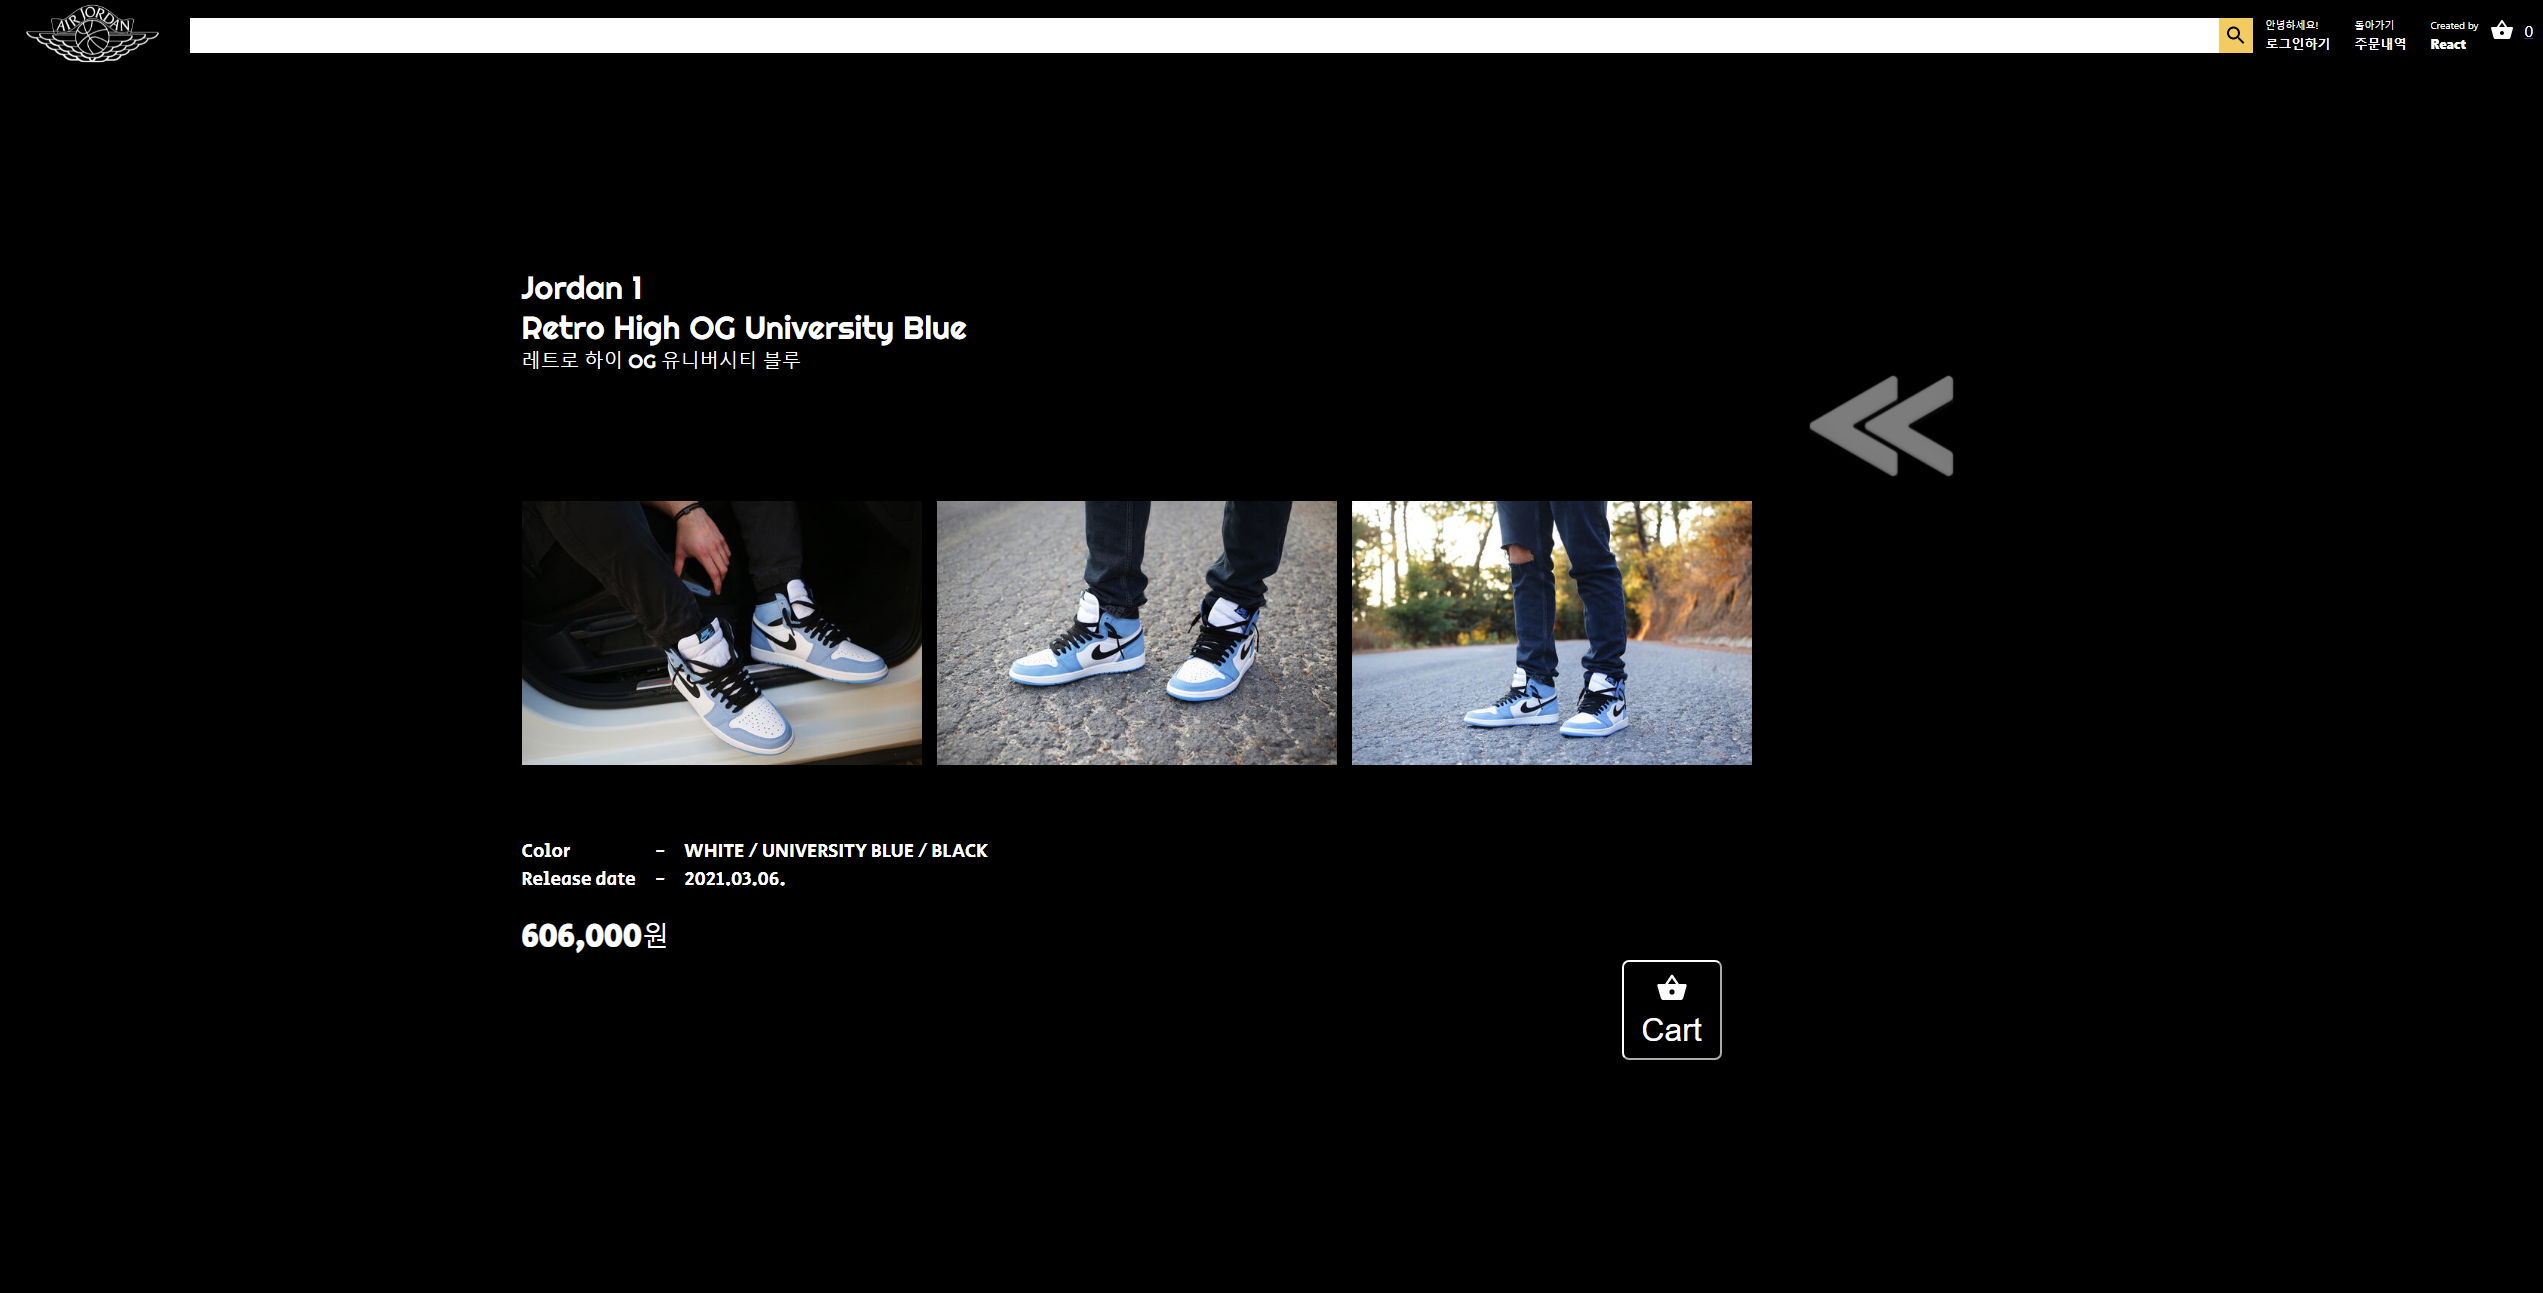 AIR JORDAN
안녕하세요!
로그인하기
돌아가기
주문내역
Created by
React
0
Jordan 1
Retro High OG University Blue
레트로 하이 OG 유니버시티 블루
Color - WHITE / UNIVERSITY BLUE / BLACK
Release date - 2021.03.06.
606,000원
Cart